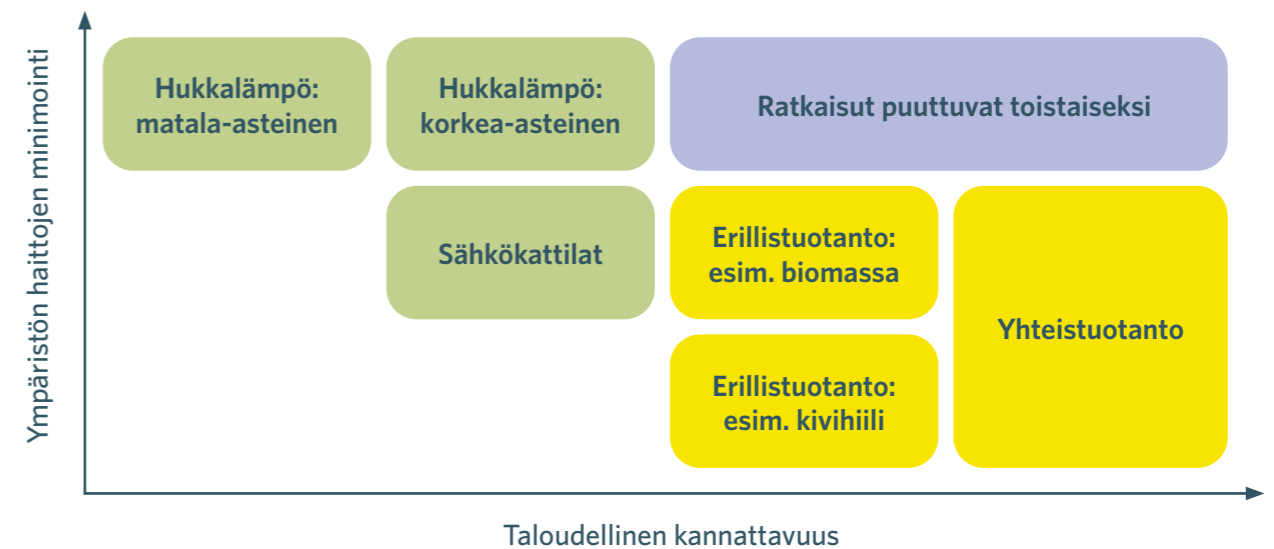 Ympäristön haittojen minimointi
Hukkalämpö:
matala-asteinen
Hukkalämpö:
korkea-asteinen
Ratkaisut puuttuvat toistaiseksi
Sähkökattilat
Erillistuotanto:
esim. biomassa
Yhteistuotanto
Erillistuotanto:
esim. kivihiili
Taloudellinen kannattavuus